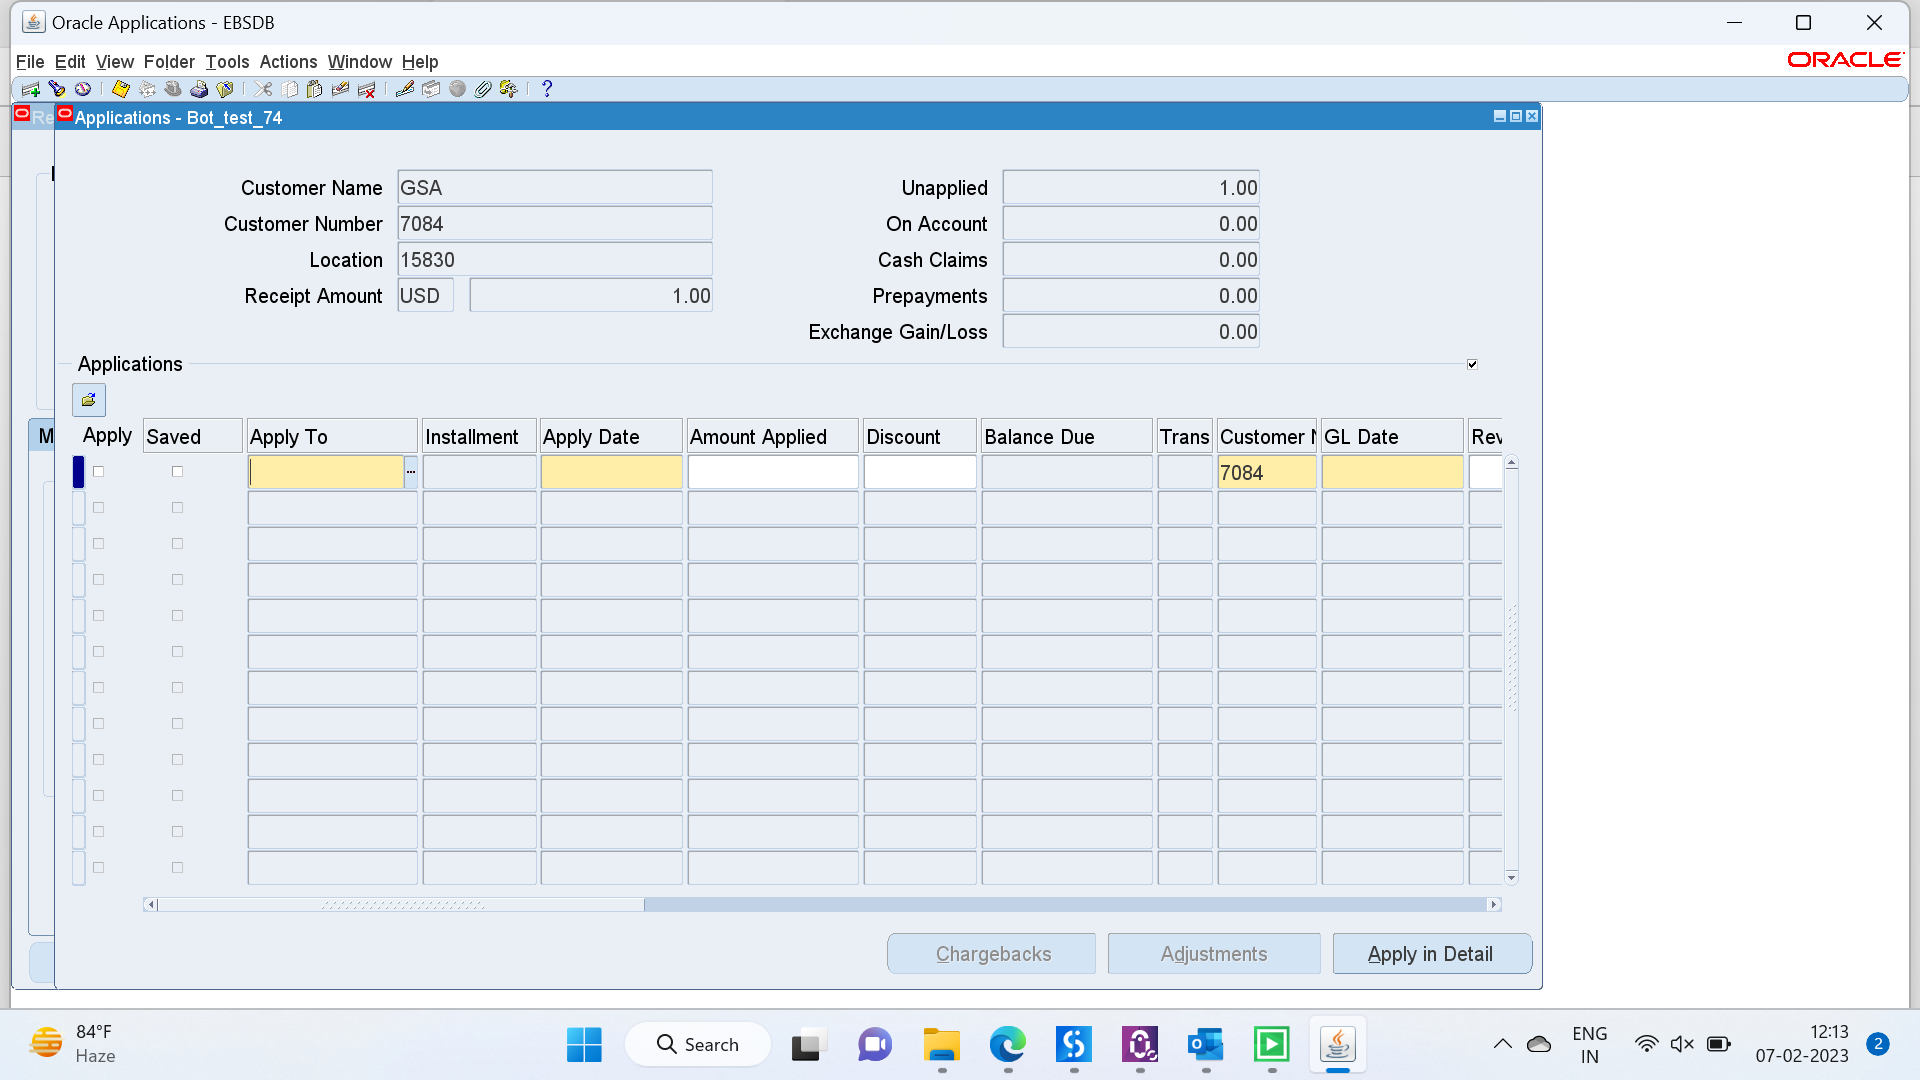 Oracle Applications - EBSDB
File Edit View Folder Tools Actions Window Help
ORACLE
Re
Applications - Bot_test_74
Customer Name GSA
Unapplied 1.00
Customer Number 7084
On Account 0.00
Location 15830
Cash Claims 0.00
Receipt Amount USD 1.00
Prepayments 0.00
Exchange Gain/Loss 0.00
Applications
M
Apply Saved Apply To Installment Apply Date Amount Applied Discount Balance Due Trans Customer N GL Date Rev
7084
Chargebacks Adjustments Apply in Detail
84°F
Haze
Search
ENG
IN
12:13
07-02-2023
2